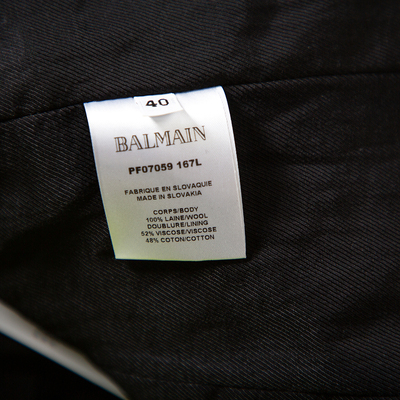 40
BALMAIN
PF07059 167L
FABRIQUE EN SLOVAQUIE
MADE IN SLOVAKIA
CORPS/BODY
100% LAINE/WOOL
DOUBLURE/LINING
52% VISCOSE/VISCOSE
48% COTON/COTTON